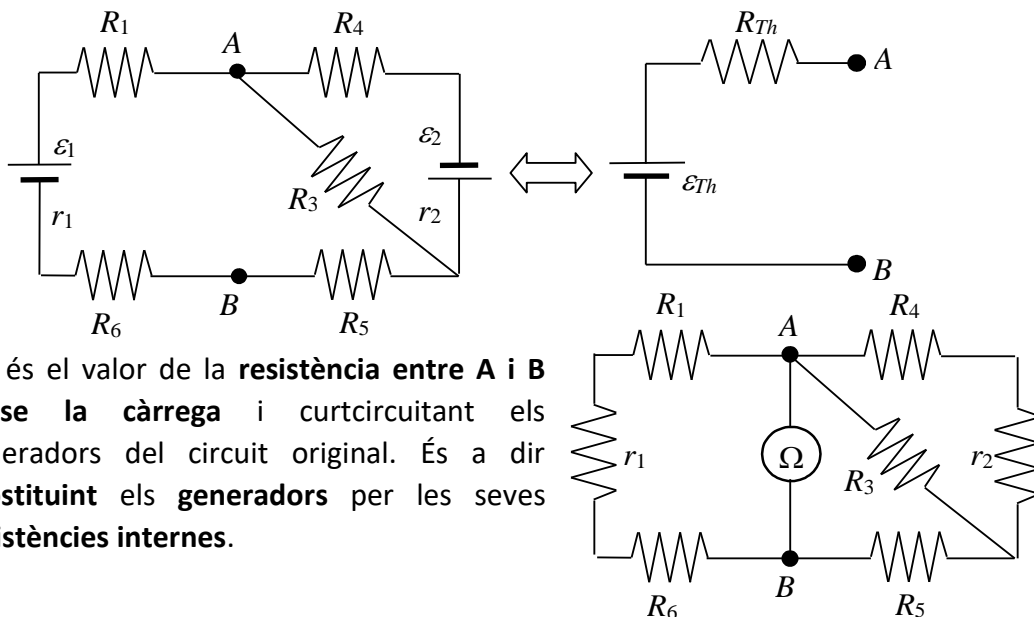 R1
A
R4
RTh
A
ε1
ε2
r1
R3
r2
εTh
R6
B
R5
B
és el valor de la resistència entre A i B
se la càrrega i curtcircuitant els
eradors del circuit original. És a dir
stituint els generadors per les seves
istències internes.
R1
A
R4
r1
Ω
R3
r2
R6
B
R5